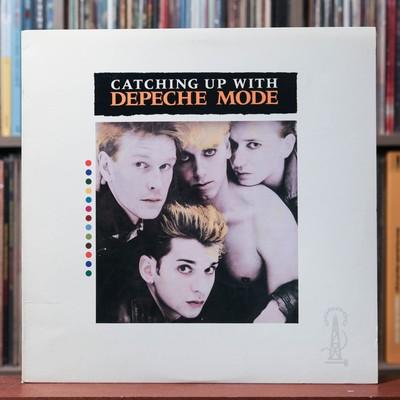 CATCHING UP WITH
DEPECHE MODE